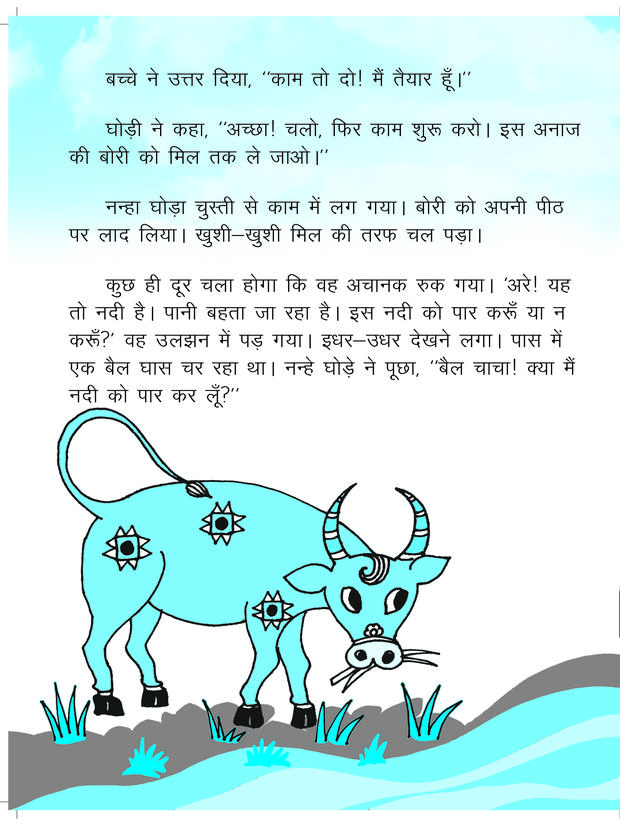 बच्चे ने उत्तर दिया, ‘‘काम तो दो! मैं तैयार हूँ।’’
घोड़ी ने कहा, ‘‘अच्छा! चलो, फिर काम शुरू करो। इस अनाज
की बोरी को मिल तक ले जाओ।’’
नन्हा घोड़ा चुस्ती से काम में लग गया। बोरी को अपनी पीठ
पर लाद लिया। खुशी–खुशी मिल की तरफ चल पड़ा।
कुछ ही दूर चला होगा कि वह अचानक रुक गया। ‘अरे! यह
तो नदी है। पानी बहता जा रहा है। इस नदी को पार करूँ या न
करूँ?’ वह उलझन में पड़ गया। इधर–उधर देखने लगा। पास में
एक बैल घास चर रहा था। नन्हे घोड़े ने पूछा, ‘‘बैल चाचा! क्या मैं
नदी को पार कर लूँ?’’